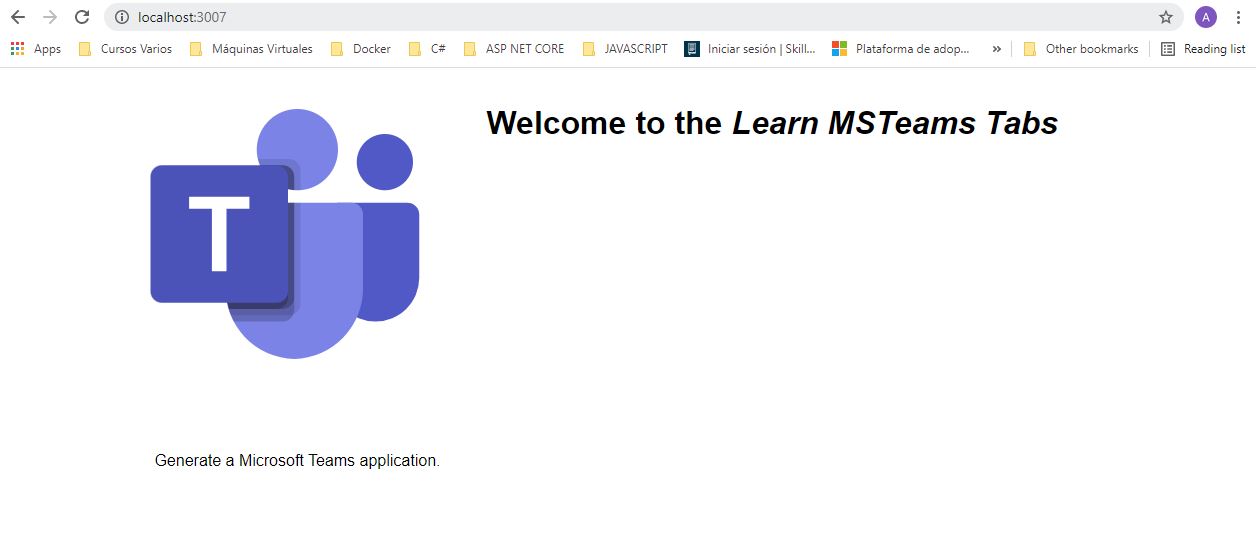 localhost:3007
A
Apps Cursos Varios Máquinas Virtuales Docker C# ASP NET CORE JAVASCRIPT Iniciar sesión | Skill... Plataforma de adop... » Other bookmarks Reading list
Welcome to the Learn MSTeams Tabs
T
Generate a Microsoft Teams application.